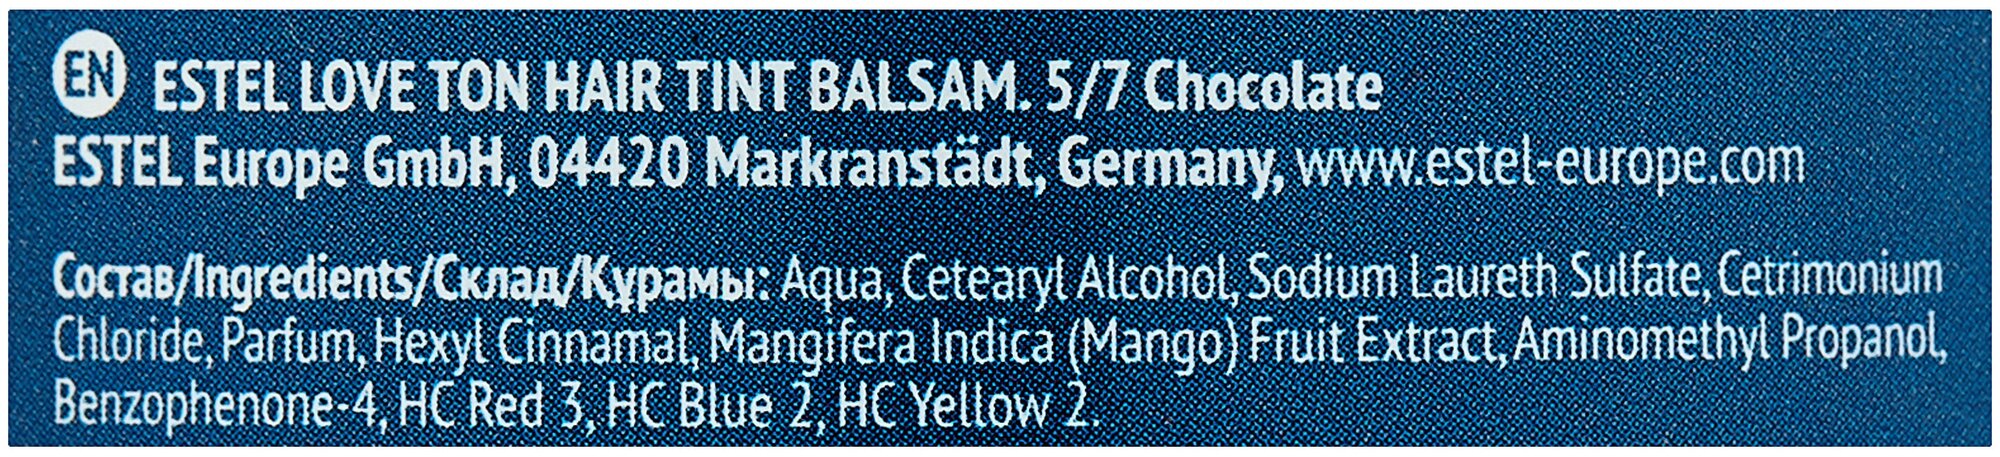 EN ESTEL LOVE TON HAIR TINT BALSAM. 5/7 Chocolate
ESTEL Europe GmbH, 04420 Markranstädt, Germany, www.estel-europe.com
Состав/Ingredients/Склад/Құрамы: Aqua, Cetearyl Alcohol, Sodium Laureth Sulfate, Cetrimonium
Chloride, Parfum, Hexyl Cinnamal, Mangifera Indica (Mango) Fruit Extract, Aminomethyl Propanol,
Benzophenone-4, HC Red 3, HC Blue 2, HC Yellow 2.